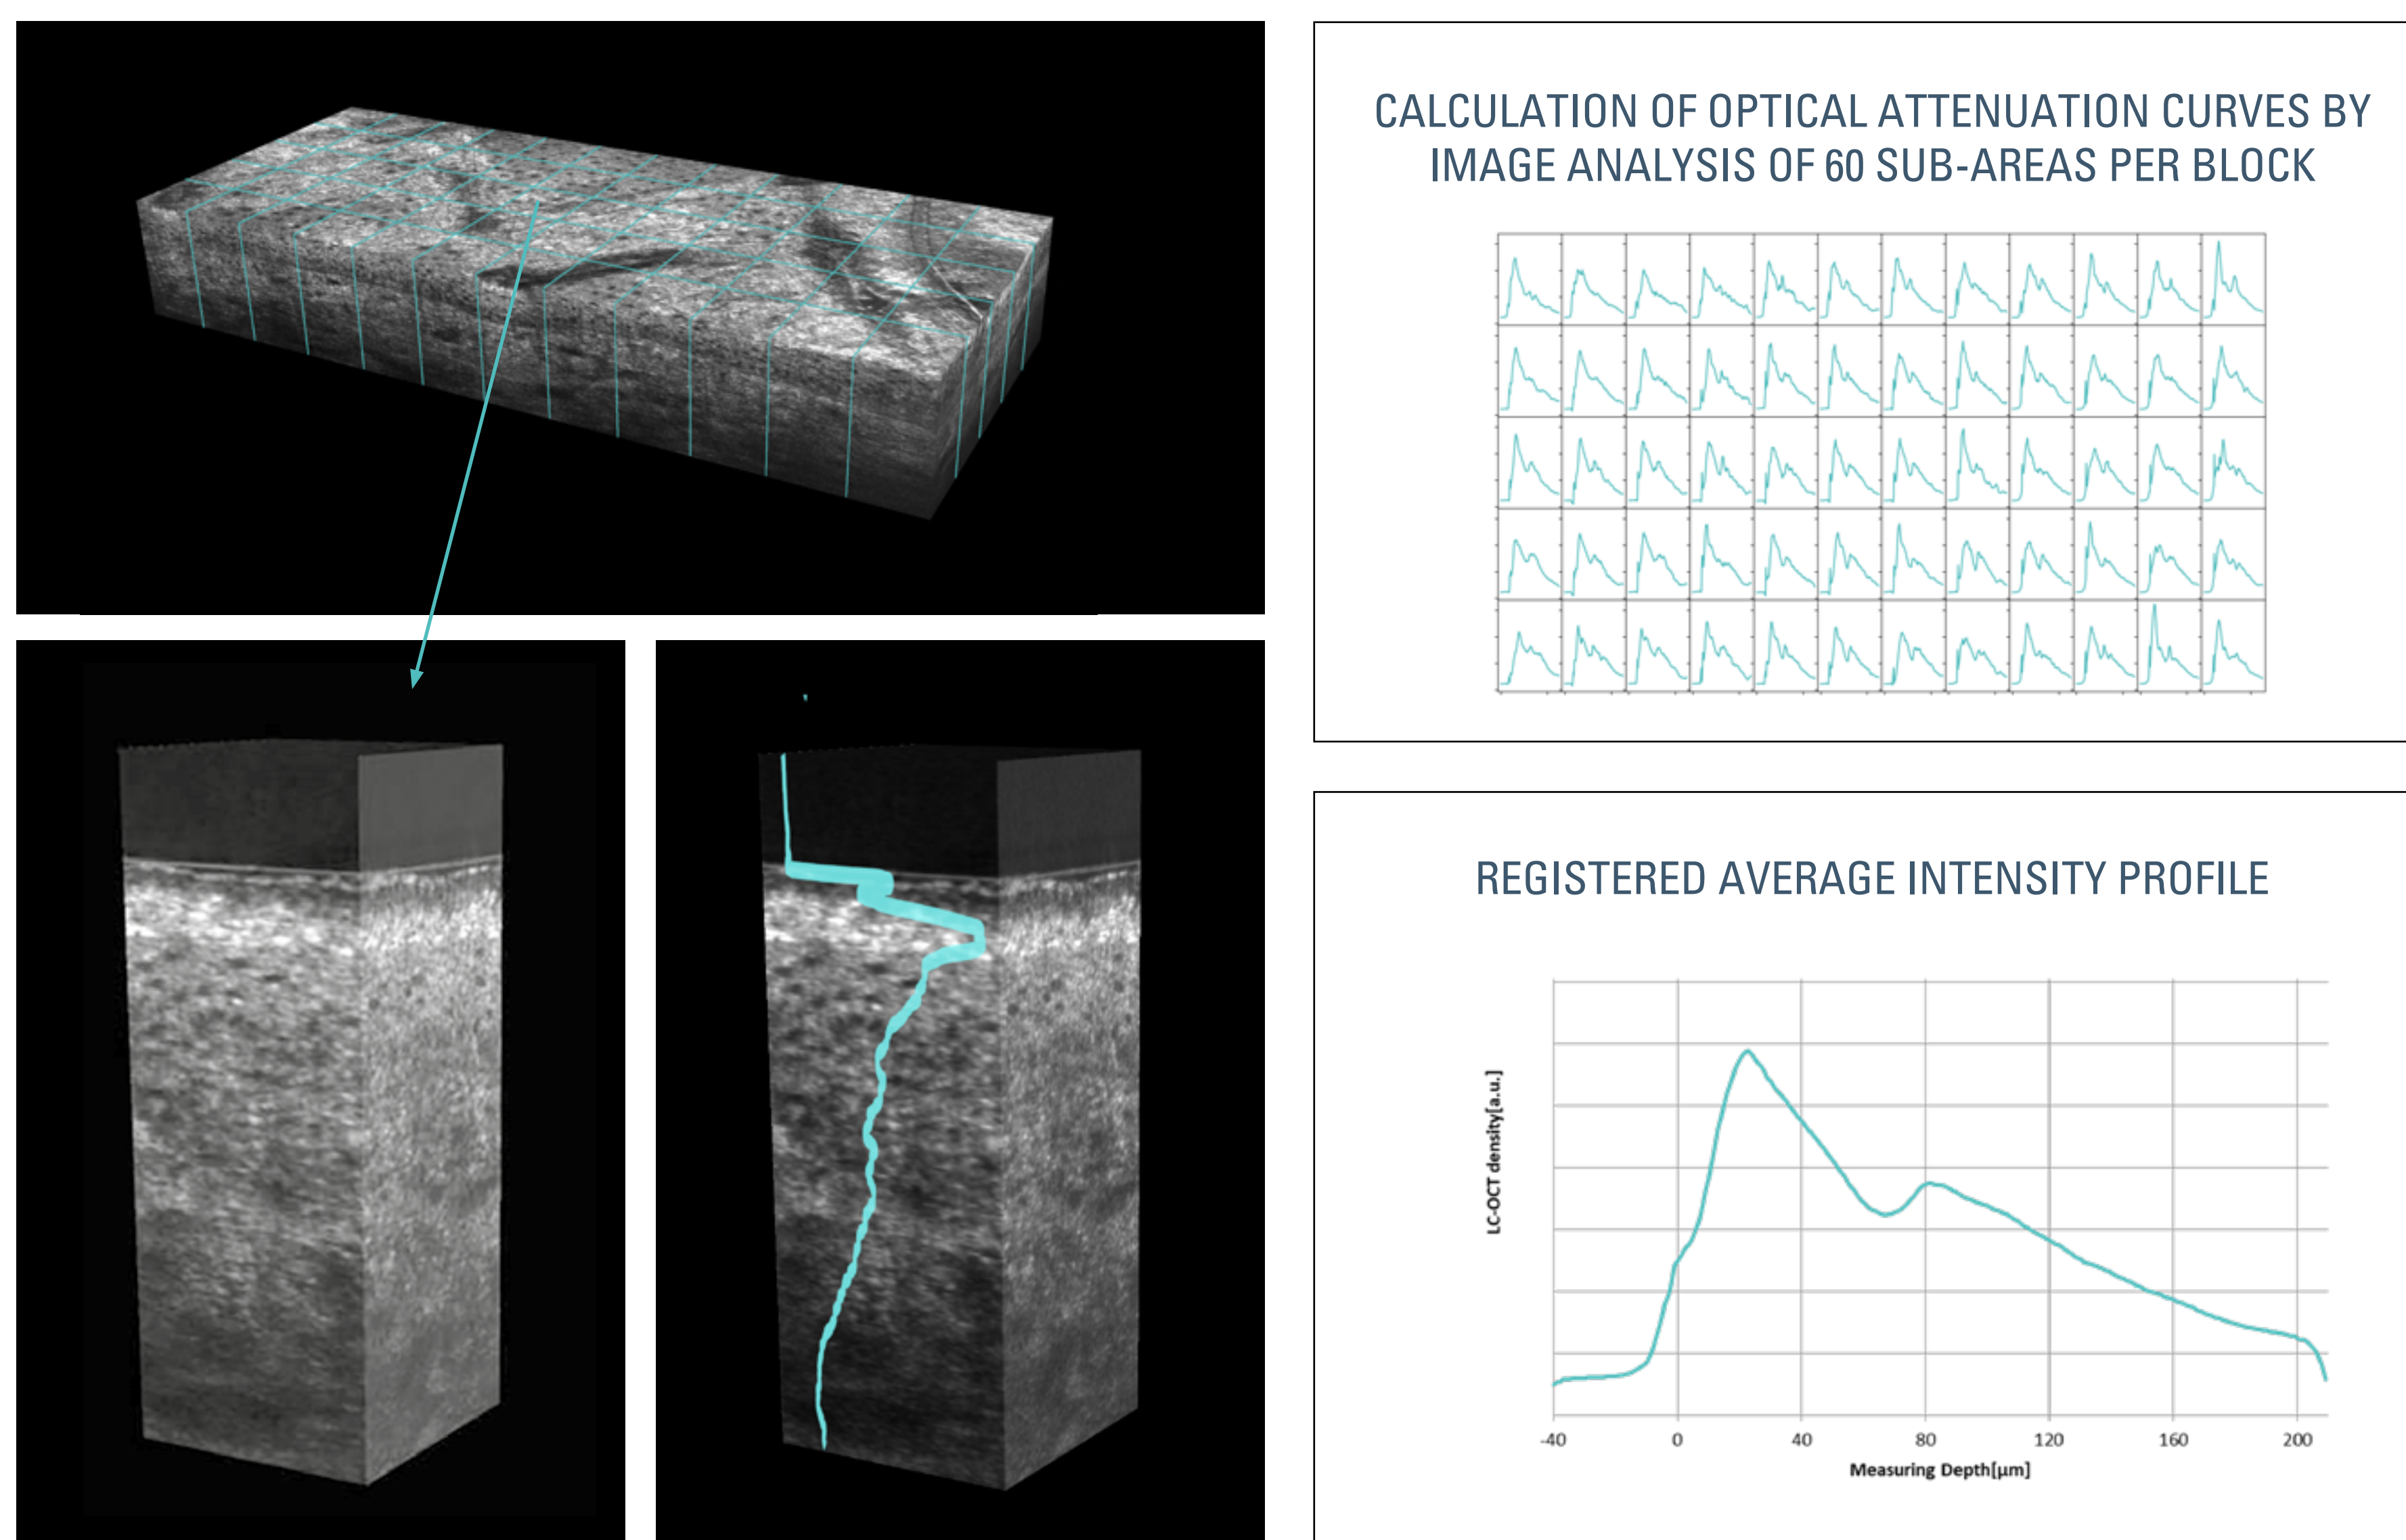 CALCULATION OF OPTICAL ATTENUATION CURVES BY
IMAGE ANALYSIS OF 60 SUB-AREAS PER BLOCK
REGISTERED AVERAGE INTENSITY PROFILE
LC-OCT density[a.u.]
-40 0 40 80 120 160 200
Measuring Depth[µm]